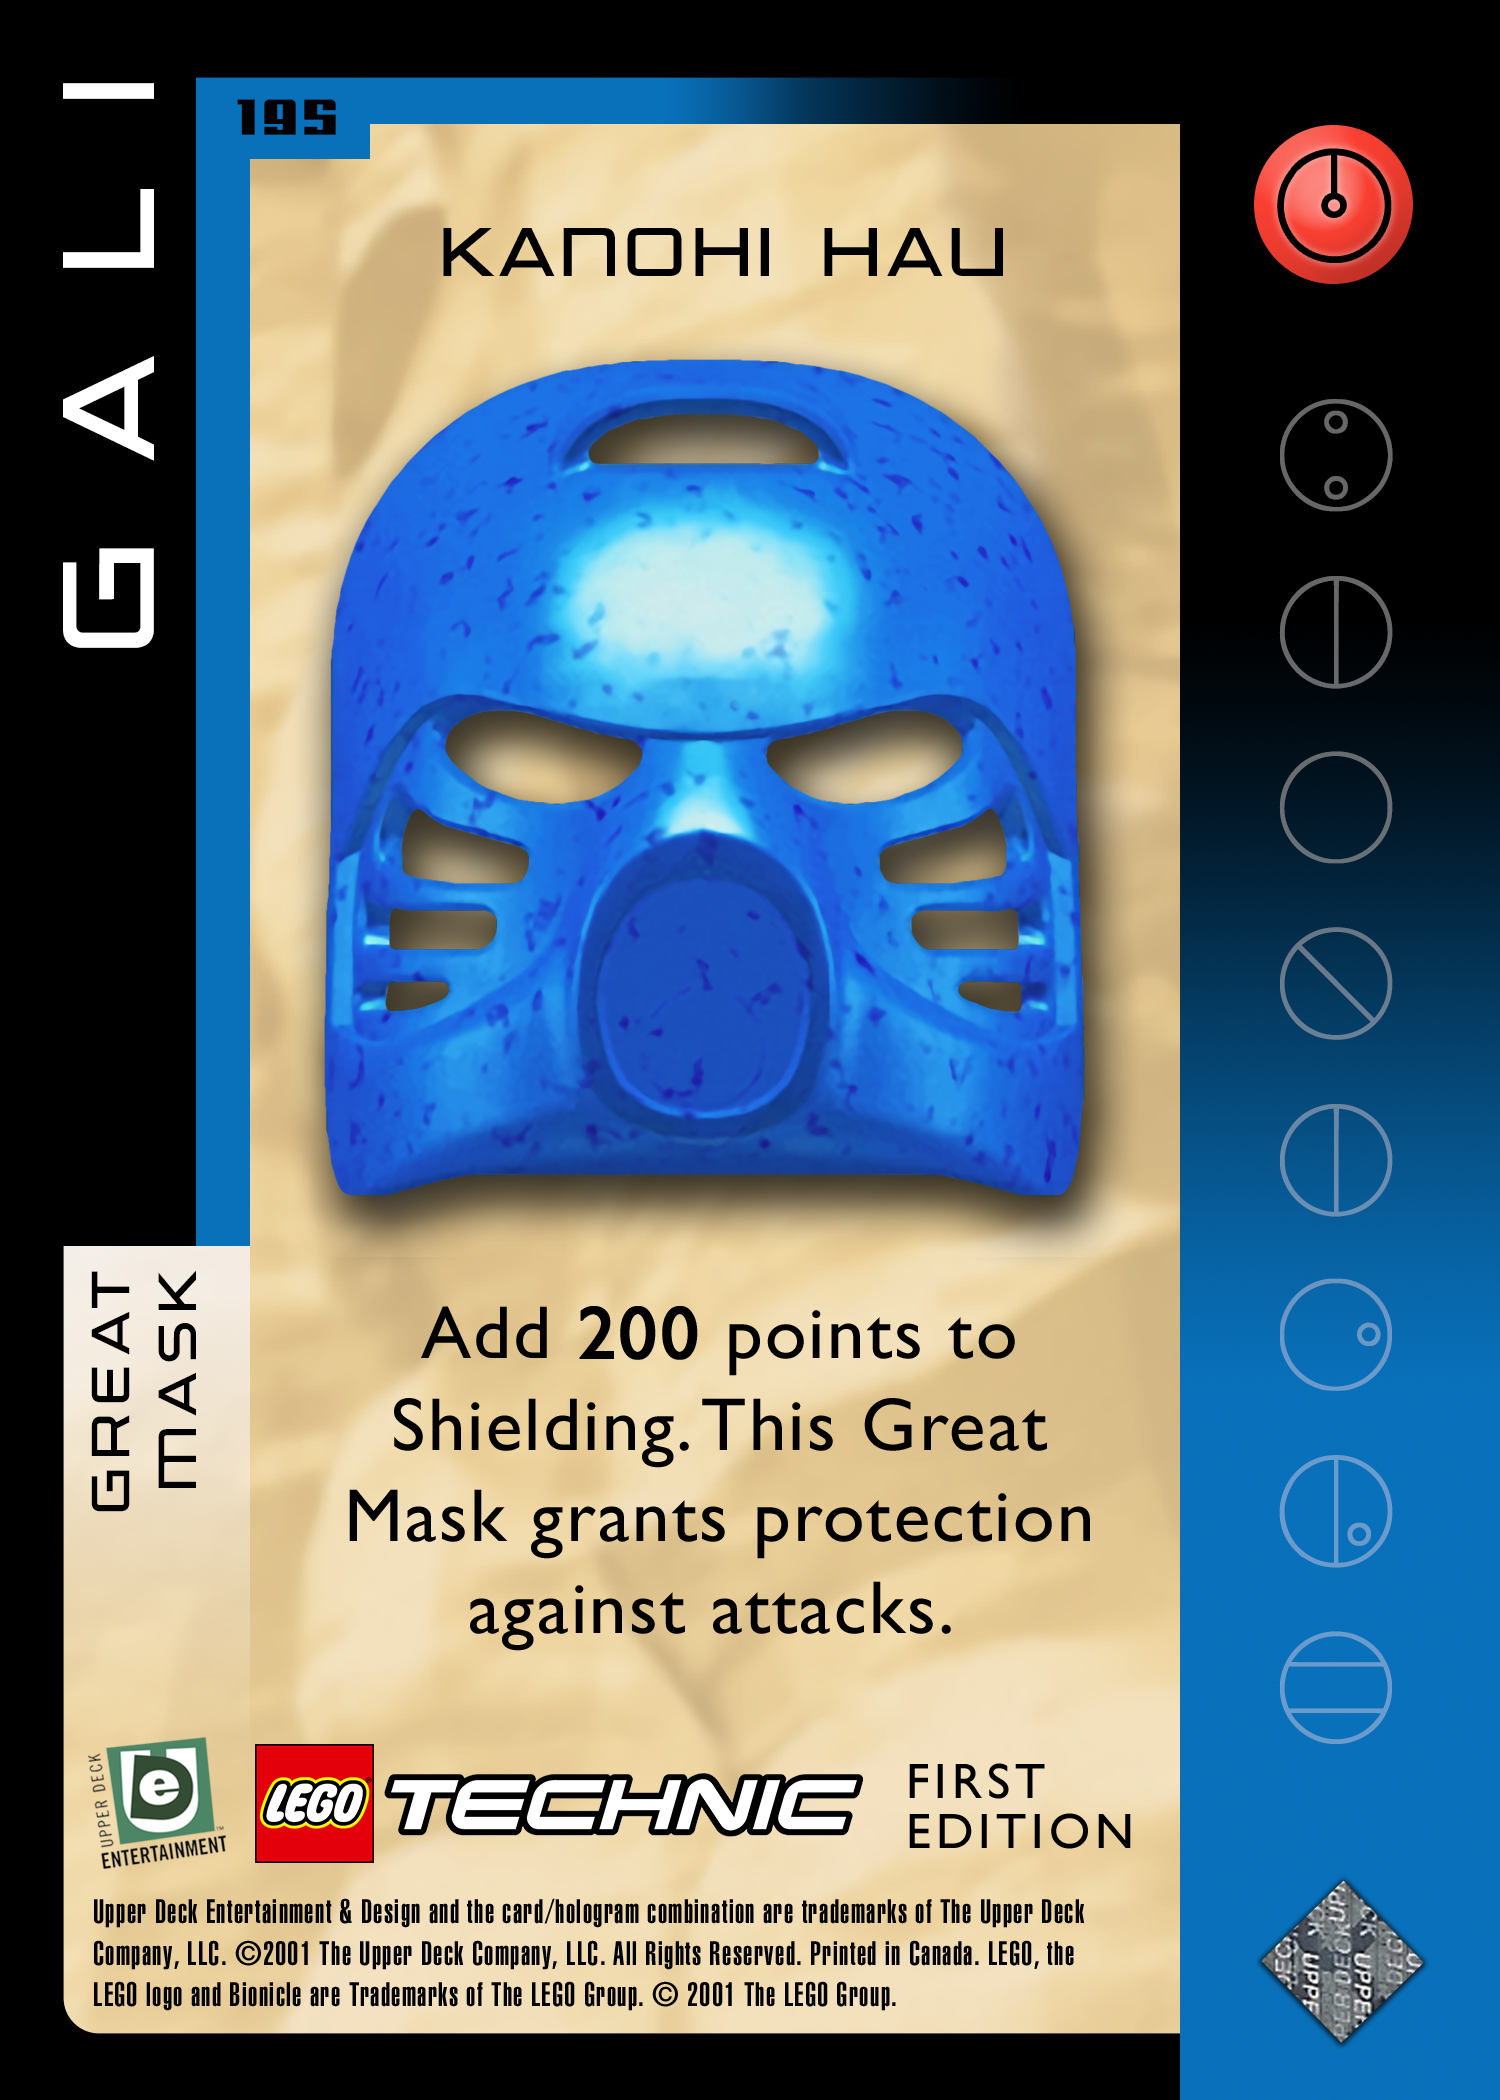 GALI
195
KANOHI HAU
GREAT
MASK
Add 200 points to
Shielding. This Great
Mask grants protection
against attacks.
UPPER DECK
ENTERTAINMENT
LEGO TECHNIC
FIRST
EDITION
Upper Deck Entertainment & Design and the card/hologram combination are trademarks of The Upper Deck
Company, LLC. ©2001 The Upper Deck Company, LLC. All Rights Reserved. Printed in Canada. LEGO, the
LEGO logo and Bionicle are Trademarks of The LEGO Group. © 2001 The LEGO Group.